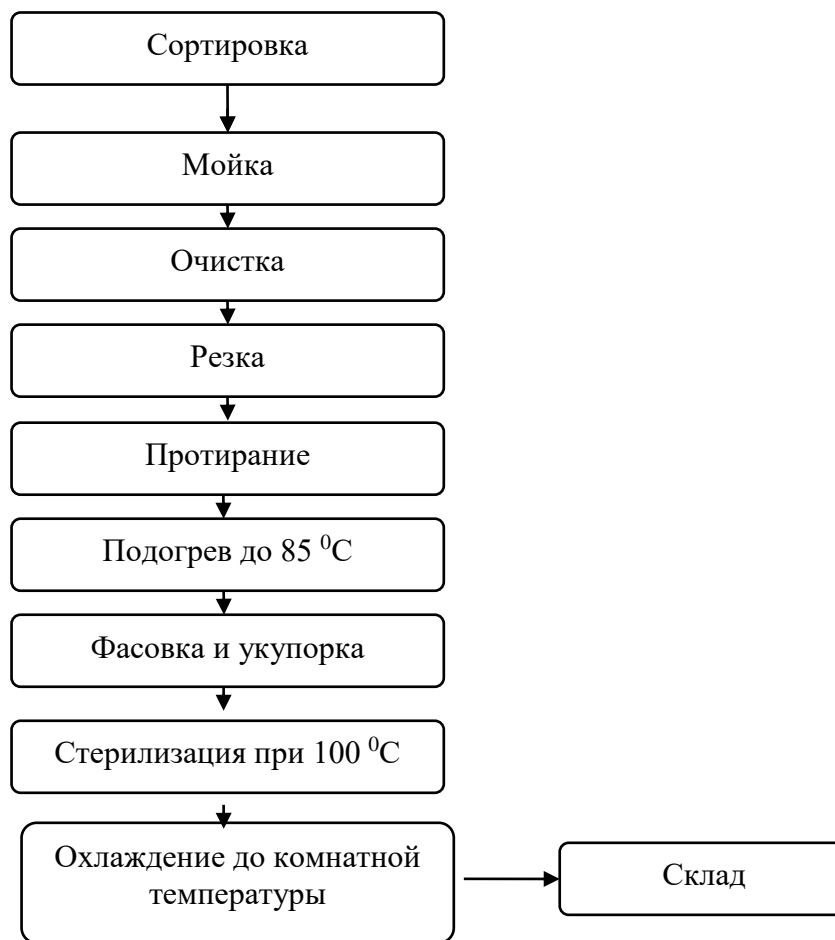 Сортировка
Мойка
Очистка
Резка
Протирание
Подогрев до 85 ⁰С
Фасовка и укупорка
Стерилизация при 100 ⁰С
Охлаждение до комнатной
температуры
Склад